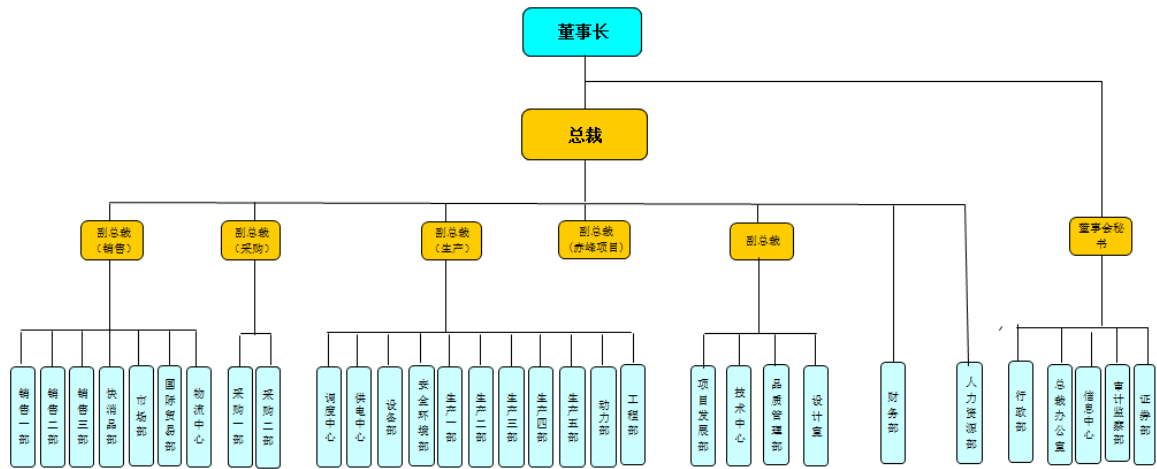 董事长
总裁
副总裁
（销售）
副总裁
（采购）
副总裁
（生产）
副总裁
（赤峰项目）
副总裁
董事会秘
书
销售一部
销售二部
销售三部
快消品部
市场部
国际贸易部
物流中心
采购一部
采购二部
调度中心
供电中心
设备部
安全环境部
生产一部
生产二部
生产三部
生产四部
生产五部
动力部
工程部
项目发展部
技术中心
品质管理部
设计室
财务部
人力资源部
行政部
总裁办公室
信息中心
审计监察部
证券部